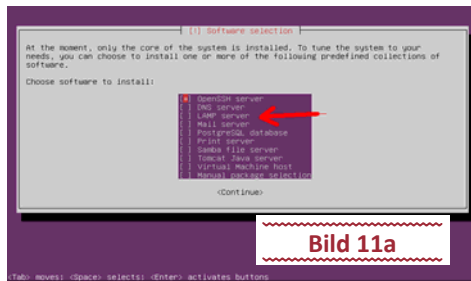 [!] Software selection
At the moment, only the core of the system is installed. To tune the system to your
needs, you can choose to install one or more of the following predefined collections of
software.
Choose software to install:
[*] OpenSSH server
[ ] DNS server
[ ] LAMP server
[ ] Mail server
[ ] PostgreSQL database
[ ] Print server
[ ] Samba file server
[ ] Tomcat Java server
[ ] Virtual Machine host
[ ] Manual package selection
<Continue>
Bild 11a
<Tab> moves; <Space> selects; <Enter> activates buttons